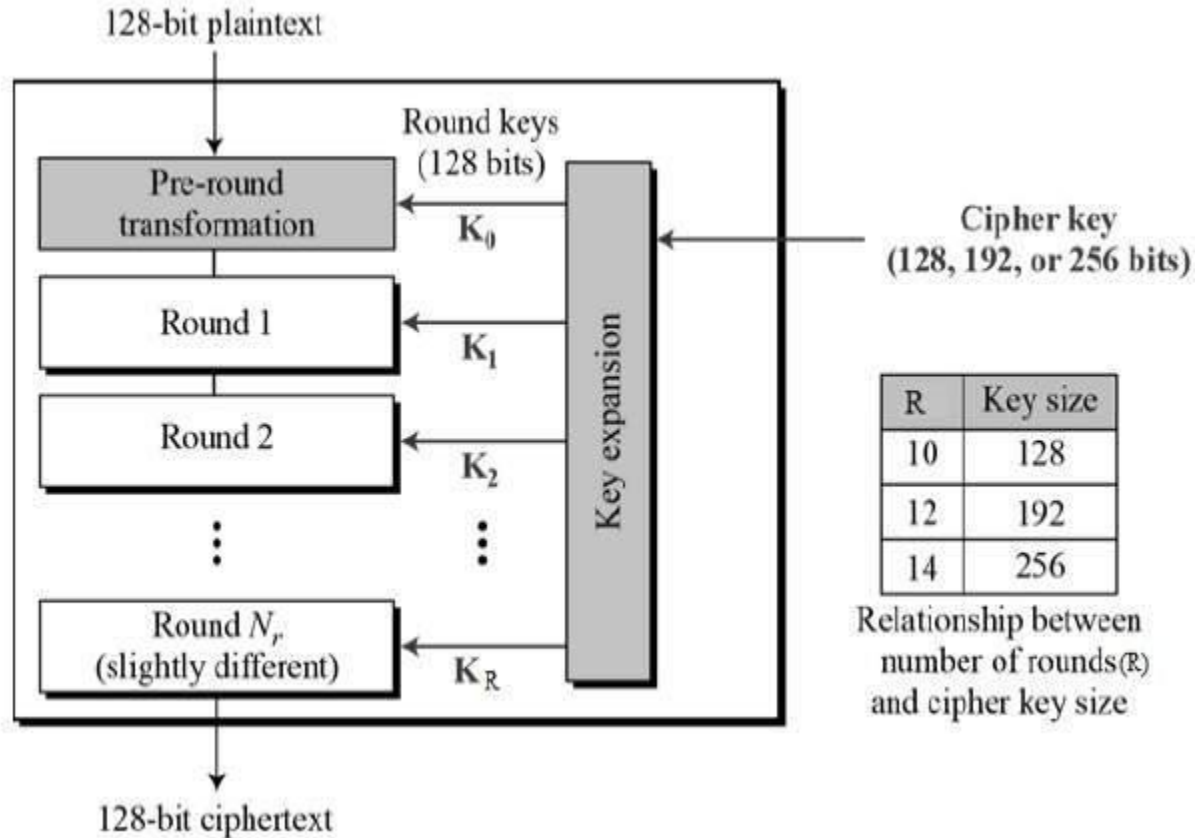 128-bit plaintext
Round keys
(128 bits)
Pre-round
transformation
K₀
Cipher key
(128, 192, or 256 bits)
Round 1
K₁
Key expansion
Round 2
K₂
R Key size
10 128
12 192
14 256
Round Nᵣ
(slightly different)
K R
Relationship between
number of rounds(R)
and cipher key size
128-bit ciphertext